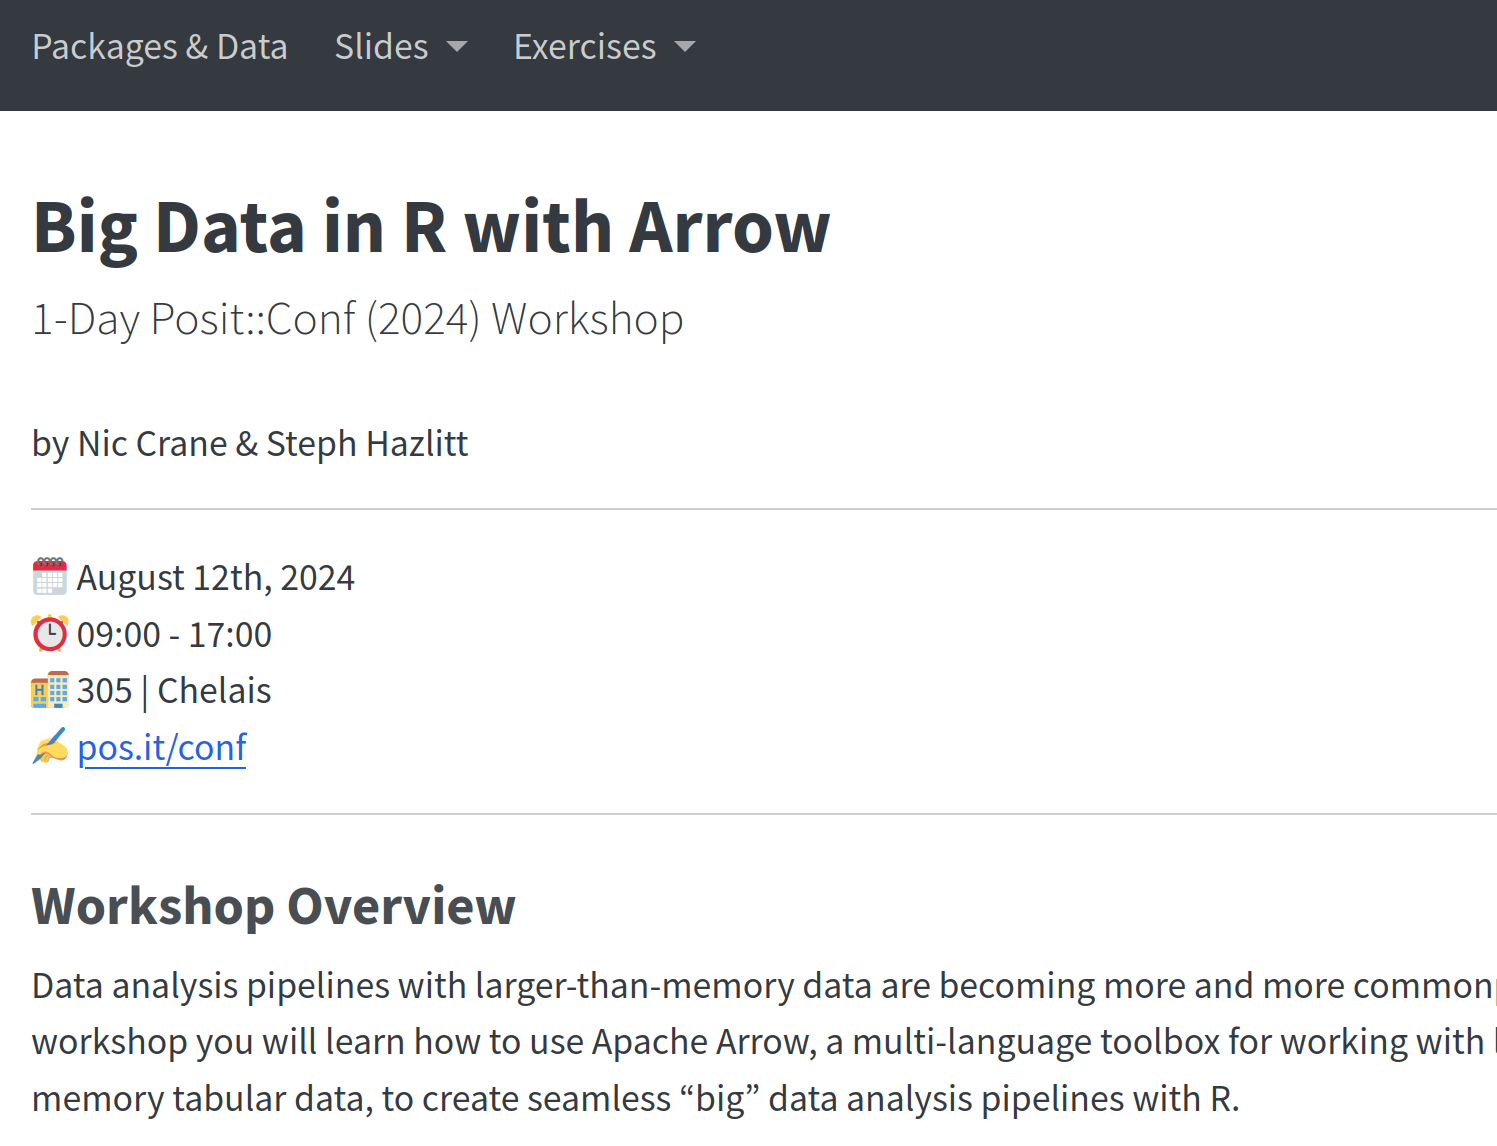 Packages & Data Slides Exercises
Big Data in R with Arrow
1-Day Posit::Conf (2024) Workshop
by Nic Crane & Steph Hazlitt
August 12th, 2024
09:00 - 17:00
305 | Chelais
pos.it/conf
Workshop Overview
Data analysis pipelines with larger-than-memory data are becoming more and more
workshop you will learn how to use Apache Arrow, a multi-language toolbox for working with
memory tabular data, to create seamless “big” data analysis pipelines with R.